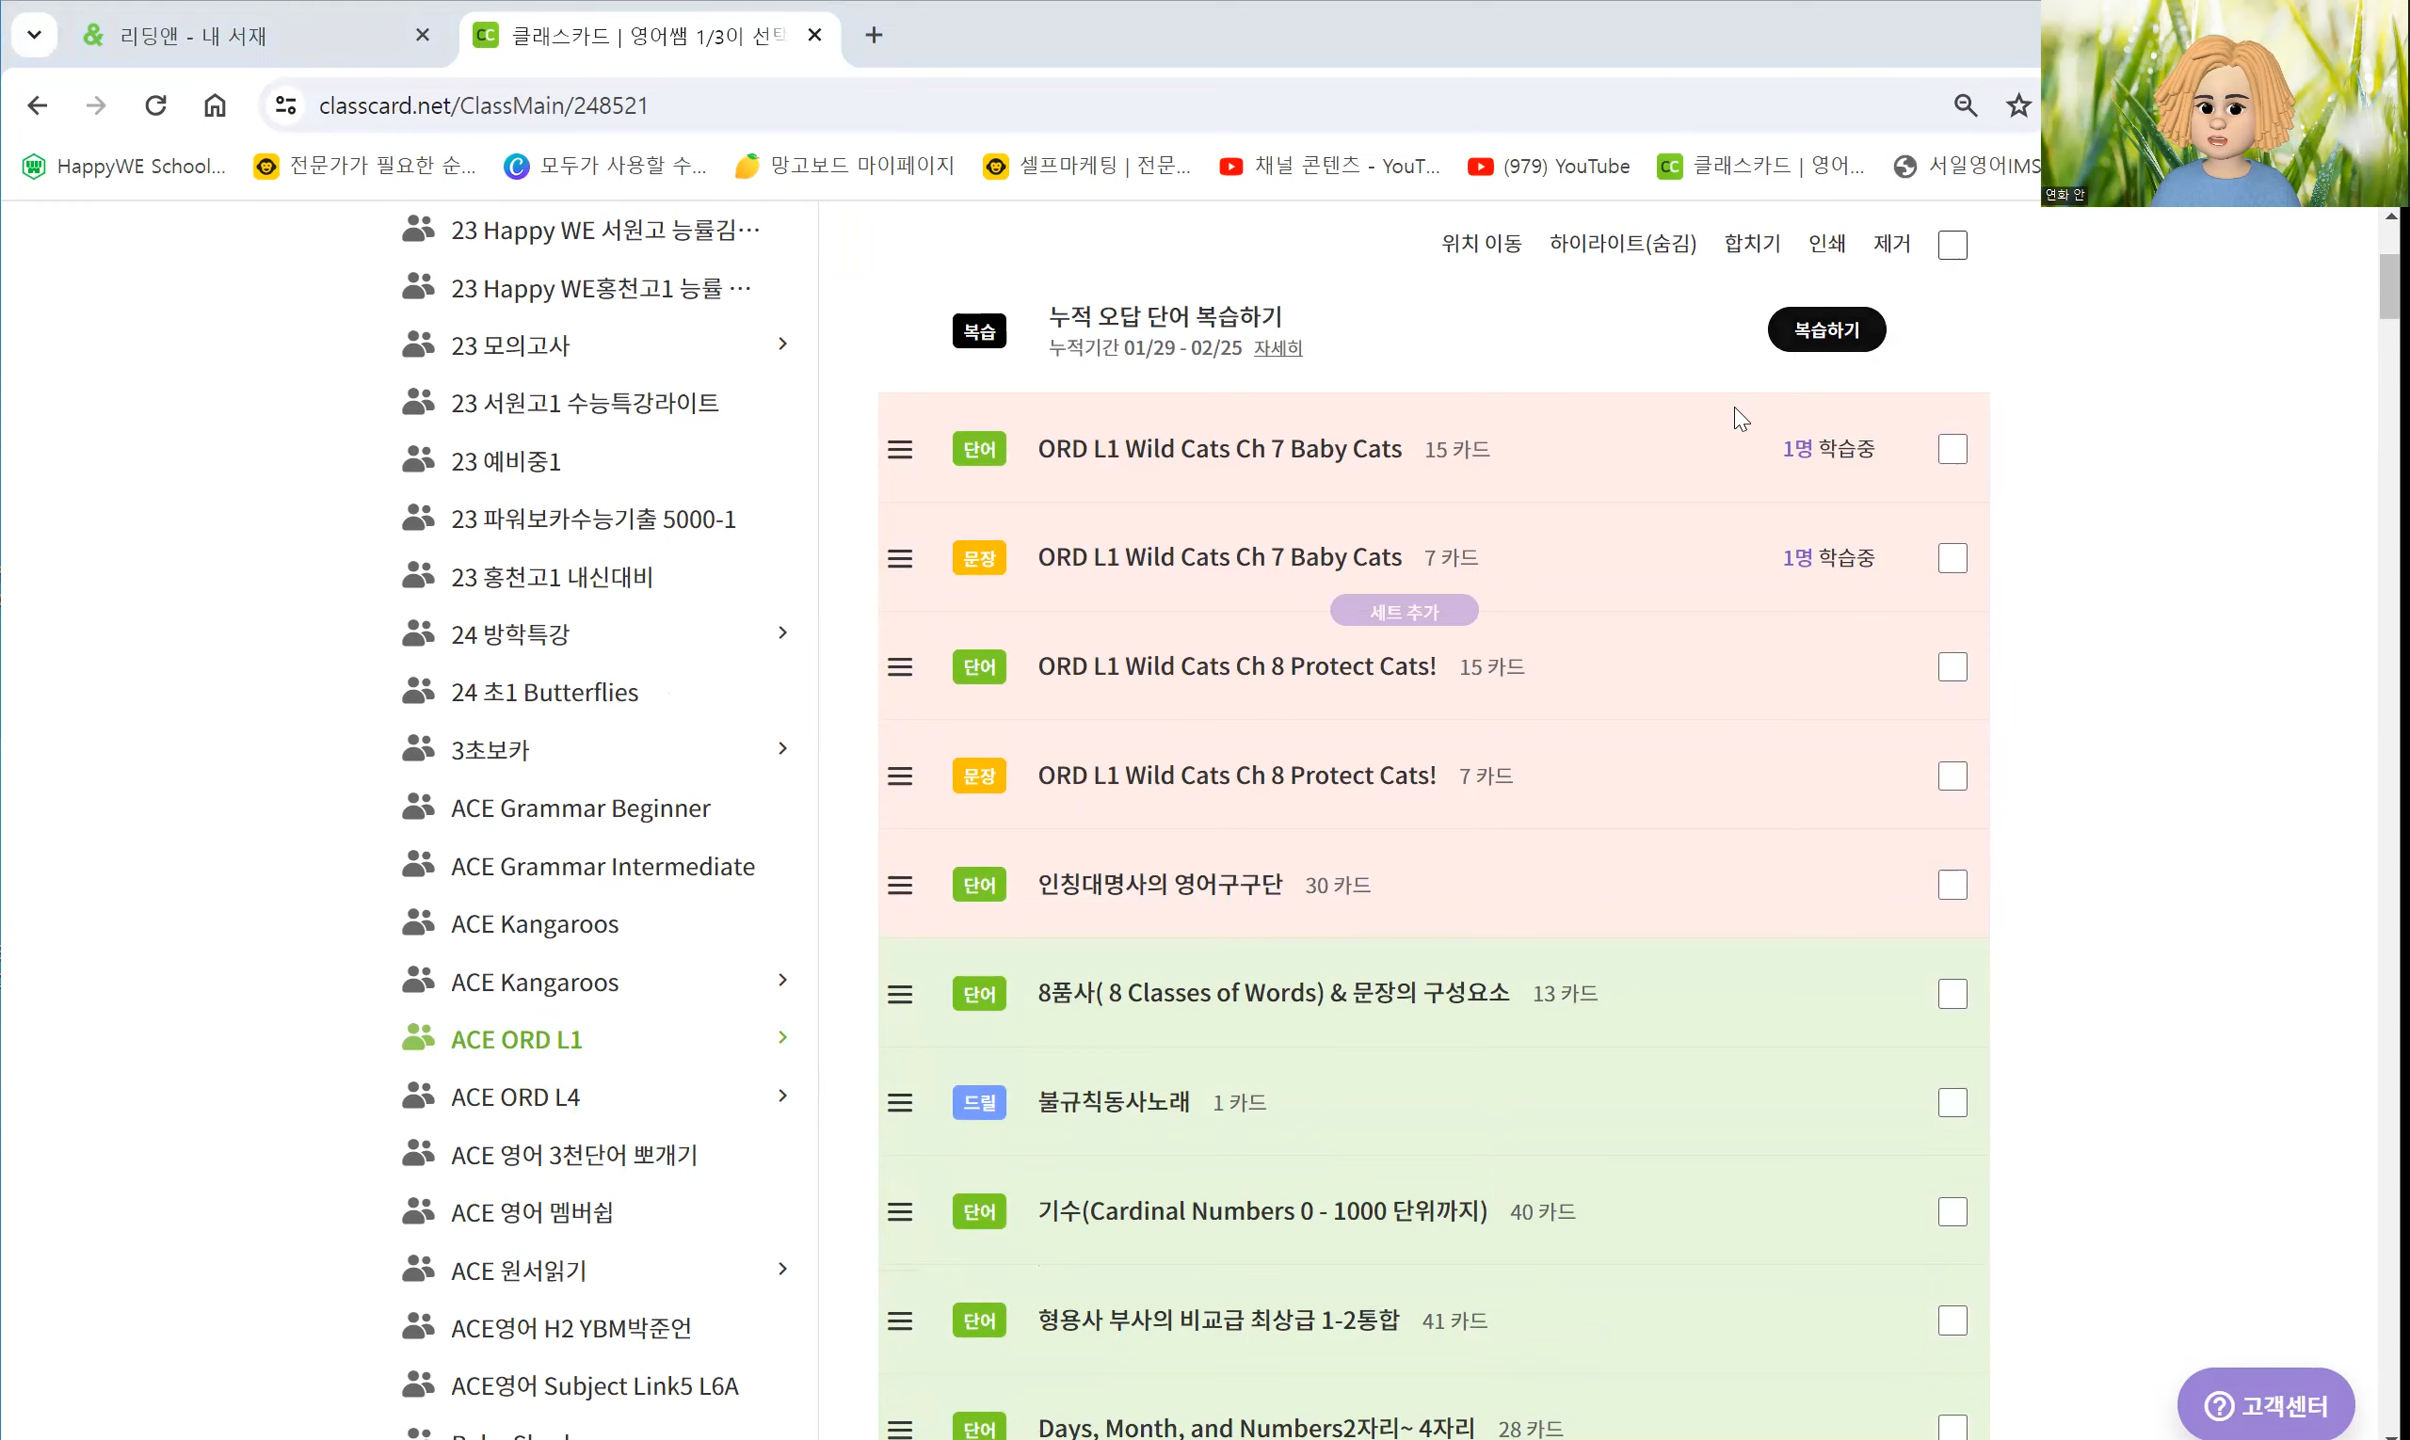 리딩앤 - 내 서재
클래스카드 | 영어쌤 1/3이 선택
classcard.net/ClassMain/248521
HappyWE School...
전문가가 필요한 순...
모두가 사용할 수...
망고보드 마이페이지
셀프마케팅 | 전문...
채널 콘텐츠 - YouT...
(979) YouTube
클래스카드 | 영어...
서일영어IMS
연화 안
23 Happy WE 서원고 능률김…
23 Happy WE홍천고1 능률 …
23 모의고사
23 서원고1 수능특강라이트
23 예비중1
23 파워보카수능기출 5000-1
23 홍천고1 내신대비
24 방학특강
24 초1 Butterflies
3초보카
ACE Grammar Beginner
ACE Grammar Intermediate
ACE Kangaroos
ACE Kangaroos
ACE ORD L1
ACE ORD L4
ACE 영어 3천단어 뽀개기
ACE 영어 멤버쉽
ACE 원서읽기
ACE영어 H2 YBM박준언
ACE영어 Subject Link5 L6A
위치 이동 하이라이트(숨김) 합치기 인쇄 제거
복습 누적 오답 단어 복습하기 복습하기
누적기간 01/29 - 02/25 자세히
단어 ORD L1 Wild Cats Ch 7 Baby Cats 15 카드 1명 학습중
문장 ORD L1 Wild Cats Ch 7 Baby Cats 7 카드 1명 학습중
세트 추가
단어 ORD L1 Wild Cats Ch 8 Protect Cats! 15 카드
문장 ORD L1 Wild Cats Ch 8 Protect Cats! 7 카드
단어 인칭대명사의 영어구구단 30 카드
단어 8품사( 8 Classes of Words) & 문장의 구성요소 13 카드
드릴 불규칙동사노래 1 카드
단어 기수(Cardinal Numbers 0 - 1000 단위까지) 40 카드
단어 형용사 부사의 비교급 최상급 1-2통합 41 카드
단어 Days, Month, and Numbers2자리~ 4자리 28 카드
고객센터